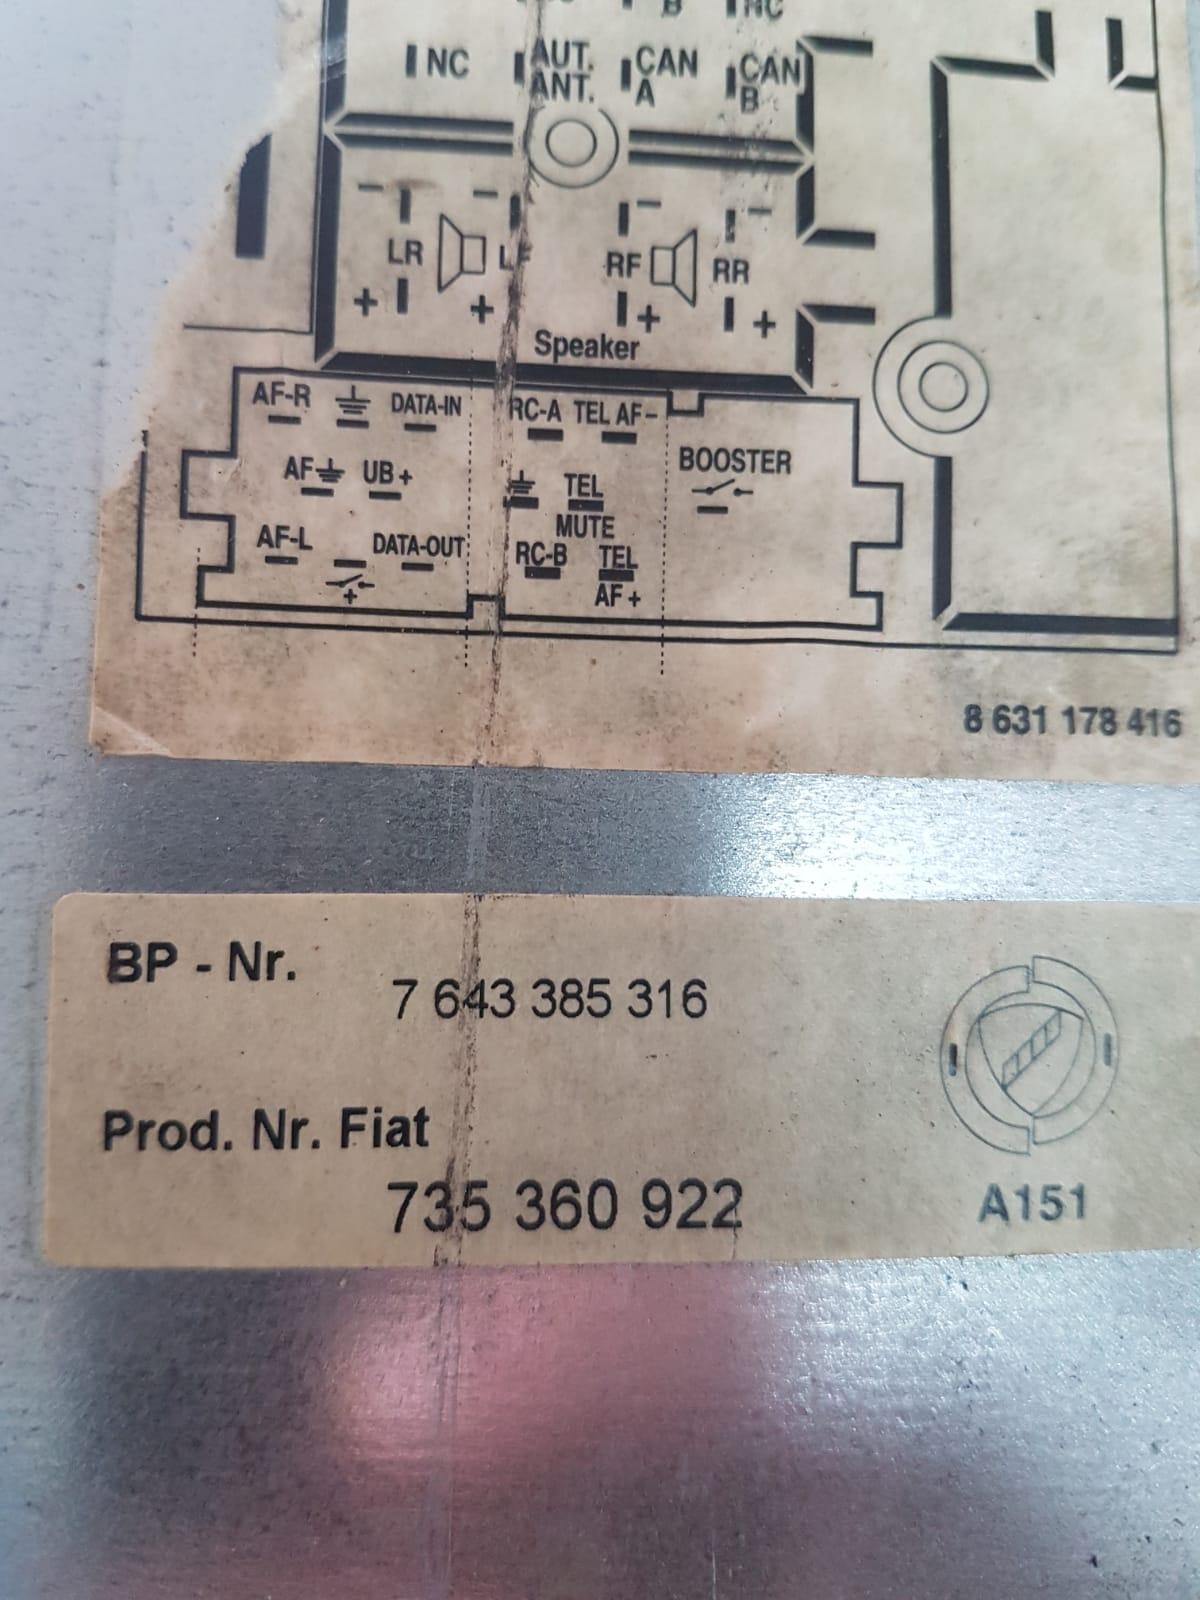 B NC
NC AUT. ANT. CAN A CAN B
− − − −
LR LF RF RR
+ + + +
Speaker
AF-R DATA-IN RC-A TEL AF−
BOOSTER
AF UB+ TEL
MUTE
AF-L DATA-OUT RC-B TEL
+ AF+
8 631 178 416
BP - Nr.
7 643 385 316
Prod. Nr. Fiat
735 360 922
A151